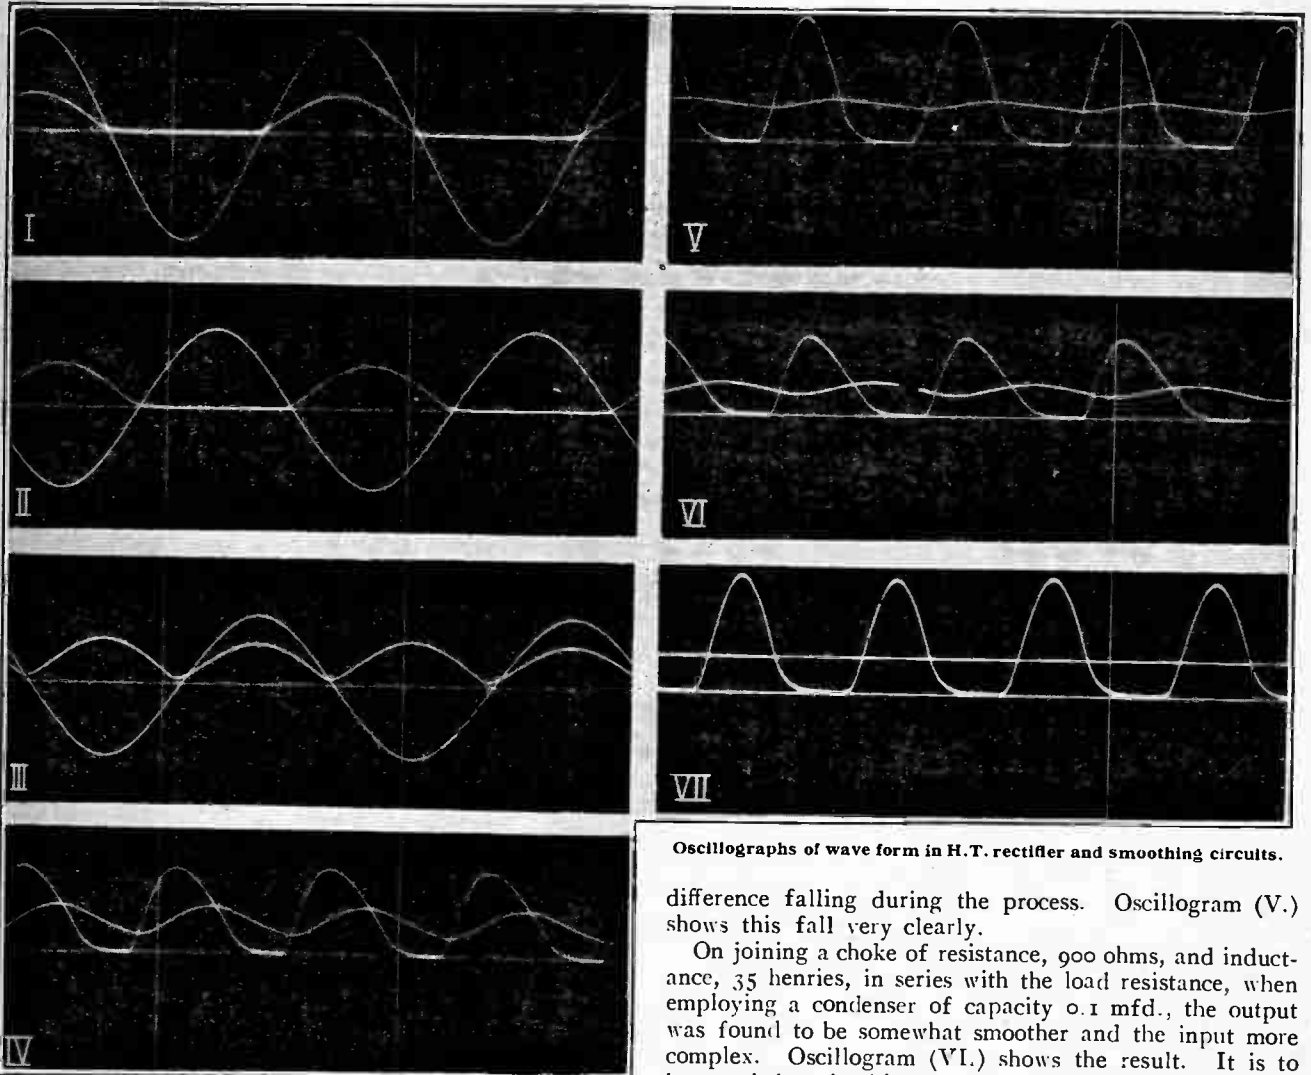 I
II
III
IV
V
VI
VII
Oscillographs of wave form in H.T. rectifier and smoothing circuits.
difference falling during the process. Oscillogram (V.)
shows this fall very clearly.
On joining a choke of resistance, 900 ohms, and induct-
ance, 35 henries, in series with the load resistance, when
employing a condenser of capacity 0.1 mfd., the output
was found to be somewhat smoother and the input more
complex. Oscillogram (VI.) shows the result. It is to